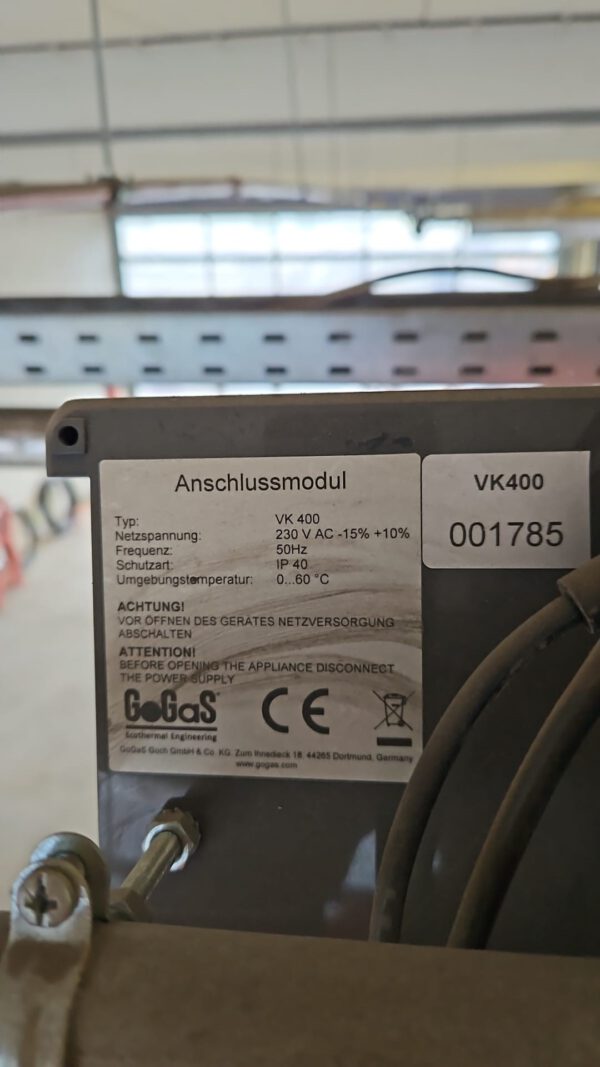 Anschlussmodul
Typ: VK 400
Netzspannung: 230 V AC -15% +10%
Frequenz: 50Hz
Schutzart: IP 40
Umgebungstemperatur: 0...60 °C
ACHTUNG!
VOR ÖFFNEN DES GERÄTES NETZVERSORGUNG
ABSCHALTEN
ATTENTION!
BEFORE OPENING THE APPLIANCE DISCONNECT
THE POWER SUPPLY
GoGaS
Ecothermal Engineering
CE
GoGaS Goch GmbH & Co. KG. Zum Ihnedieck 18, 44265 Dortmund, Germany
www.gogas.com
VK400
001785